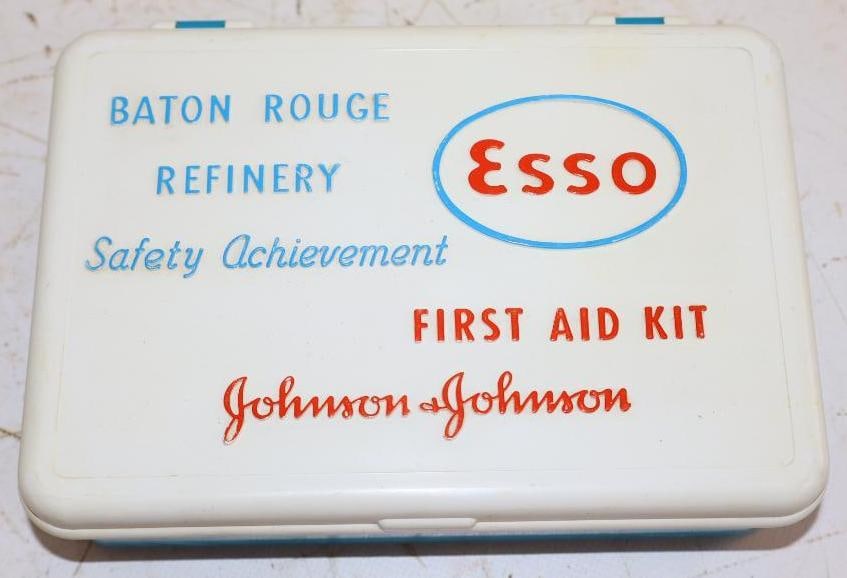 BATON ROUGE
REFINERY
Safety Achievement
Esso
FIRST AID KIT
Johnson & Johnson